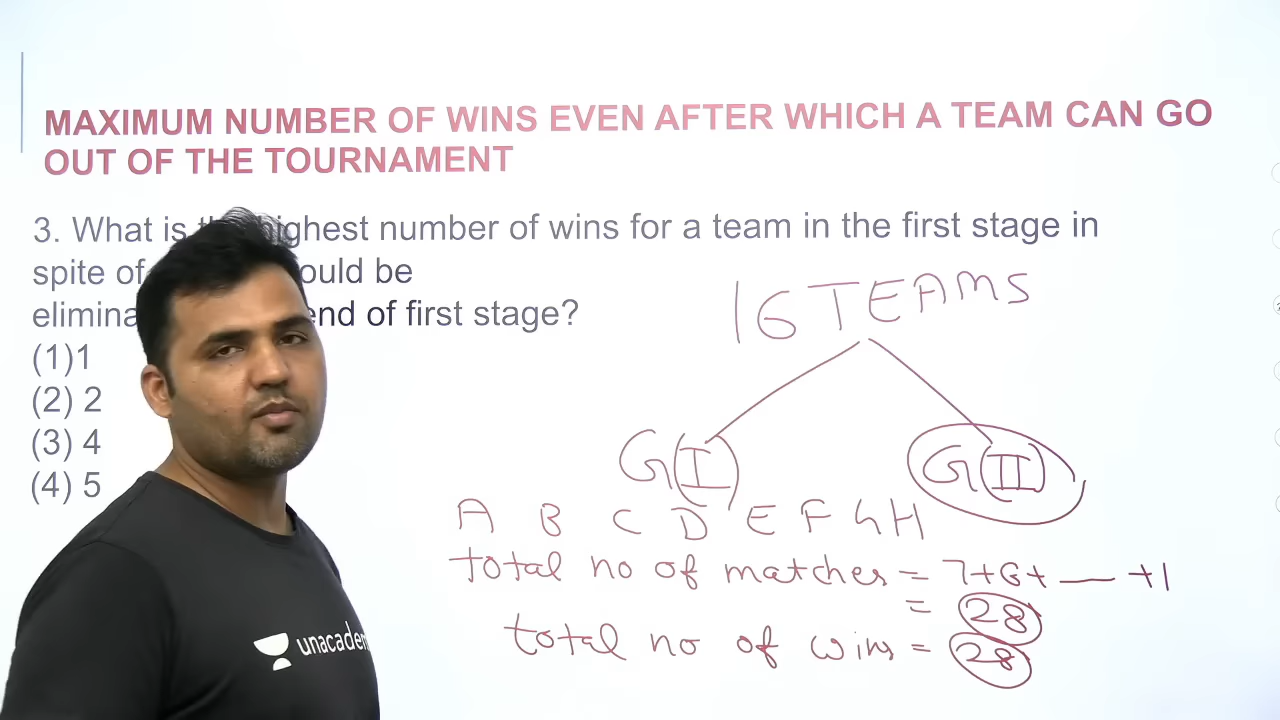 MAXIMUM NUMBER OF WINS EVEN AFTER WHICH A TEAM CAN GO
OUT OF THE TOURNAMENT
3. What is highest number of wins for a team in the first stage in
spite of be
end of first stage?
(1)1
(2) 2
(3) 4
(4) 5
16 TEAMS
G(I) G(II)
A B C D E F G H
total no of matches = 7+6+ — +1
= 28
total no of wins = 28
unacadem